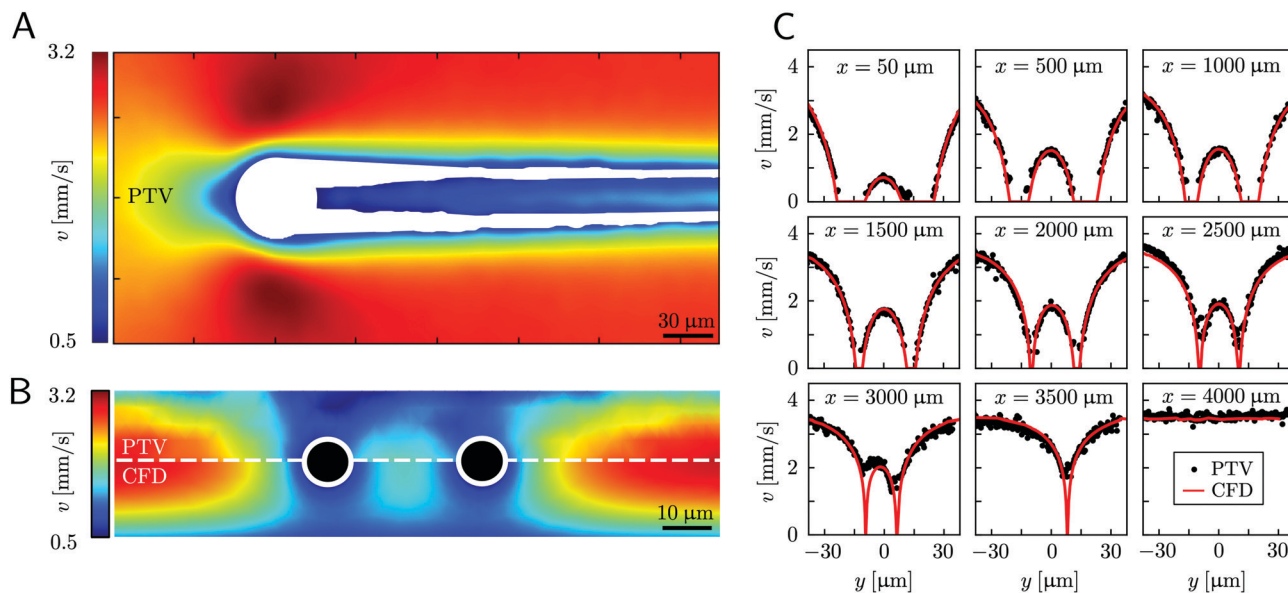 A
3.2
v [mm/s]
0.5
PTV
30 µm
B
3.2
v [mm/s]
0.5
PTV
CFD
10 µm
C
x = 50 µm
x = 500 µm
x = 1000 µm
4
2
0
v [mm/s]
x = 1500 µm
x = 2000 µm
x = 2500 µm
4
2
0
v [mm/s]
x = 3000 µm
x = 3500 µm
x = 4000 µm
4
2
0
v [mm/s]
PTV
CFD
−30 0 30
−30 0 30
−30 0 30
y [µm]
y [µm]
y [µm]